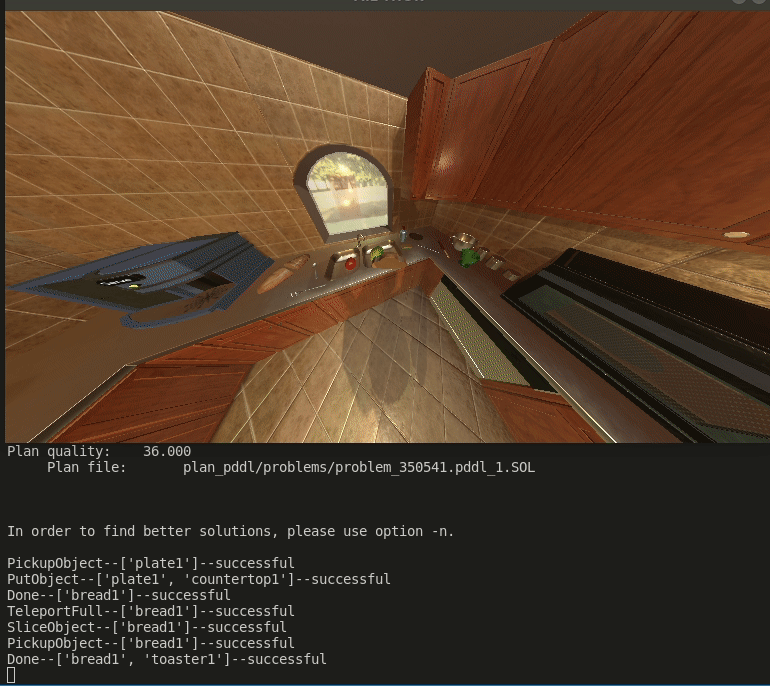 Plan quality:    36.000
     Plan file:       plan_pddl/problems/problem_350541.pddl_1.SOL
In order to find better solutions, please use option -n.
PickupObject--['plate1']--successful
PutObject--['plate1', 'countertop1']--successful
Done--['bread1']--successful
TeleportFull--['bread1']--successful
SliceObject--['bread1']--successful
PickupObject--['bread1']--successful
Done--['bread1', 'toaster1']--successful